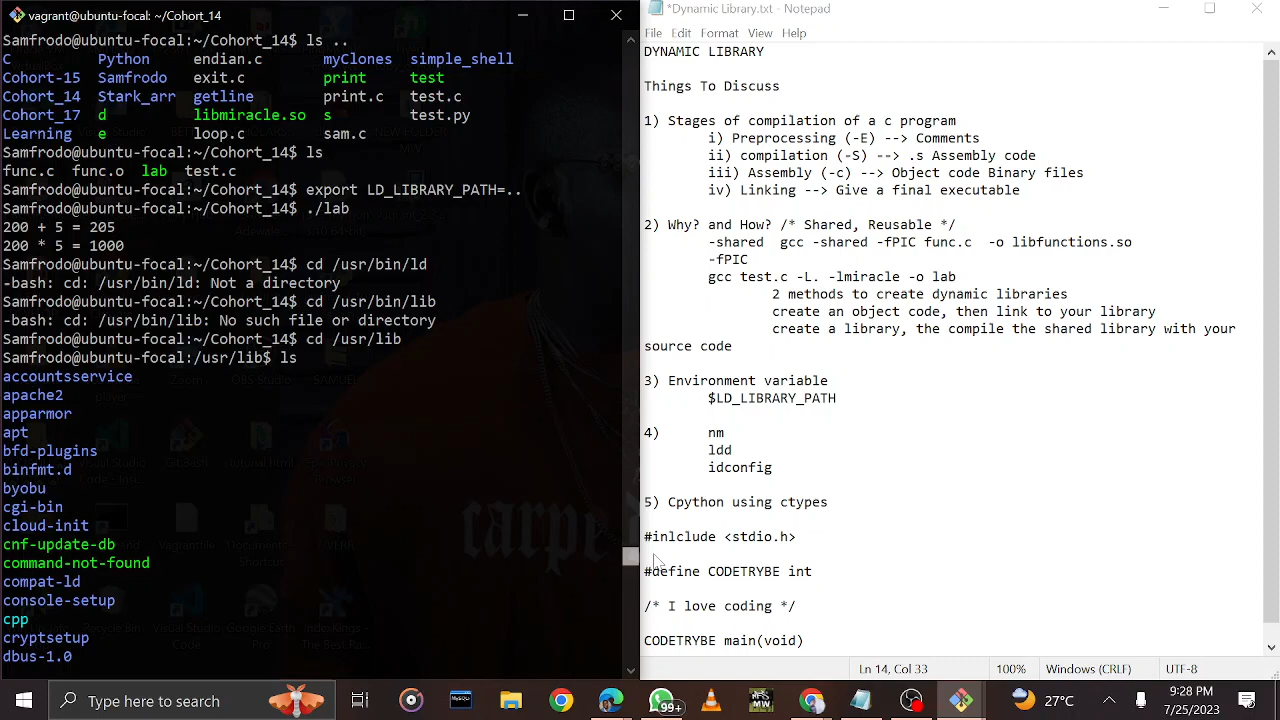 vagrant@ubuntu-focal: ~/Cohort_14
Samfrodo@ubuntu-focal:~/Cohort_14$ ls ..
C Python endian.c myClones simple_shell
Cohort-15 Samfrodo exit.c print test
Cohort_14 Stark_arr getline print.c test.c
Cohort_17 d libmiracle.so s test.py
Learning e loop.c sam.c
Samfrodo@ubuntu-focal:~/Cohort_14$ ls
func.c func.o lab test.c
Samfrodo@ubuntu-focal:~/Cohort_14$ export LD_LIBRARY_PATH=..
Samfrodo@ubuntu-focal:~/Cohort_14$ ./lab
200 + 5 = 205
200 * 5 = 1000
Samfrodo@ubuntu-focal:~/Cohort_14$ cd /usr/bin/ld
-bash: cd: /usr/bin/ld: Not a directory
Samfrodo@ubuntu-focal:~/Cohort_14$ cd /usr/bin/lib
-bash: cd: /usr/bin/lib: No such file or directory
Samfrodo@ubuntu-focal:~/Cohort_14$ cd /usr/lib
Samfrodo@ubuntu-focal:/usr/lib$ ls
accountsservice
apache2
apparmor
apt
bfd-plugins
binfmt.d
byobu
cgi-bin
cloud-init
cnf-update-db
command-not-found
compat-ld
console-setup
cpp
cryptsetup
dbus-1.0
*Dynamic Library.txt - Notepad
File Edit Format View Help
DYNAMIC LIBRARY
Things To Discuss
1) Stages of compilation of a c program
i) Preprocessing (-E) --> Comments
ii) compilation (-S) --> .s Assembly code
iii) Assembly (-c) --> Object code Binary files
iv) Linking --> Give a final executable
2) Why? and How? /* Shared, Reusable */
-shared gcc -shared -fPIC func.c -o libfunctions.so
-fPIC
gcc test.c -L. -lmiracle -o lab
2 methods to create dynamic libraries
create an object code, then link to your library
create a library, the compile the shared library with your
source code
3) Environment variable
$LD_LIBRARY_PATH
4) nm
ldd
idconfig
5) Cpython using ctypes
#inlclude <stdio.h>
#define CODETRYBE int
/* I love coding */
CODETRYBE main(void)
Ln 14, Col 33 100% Windows (CRLF) UTF-8
Type here to search
99+
27°C
9:28 PM
7/25/2023